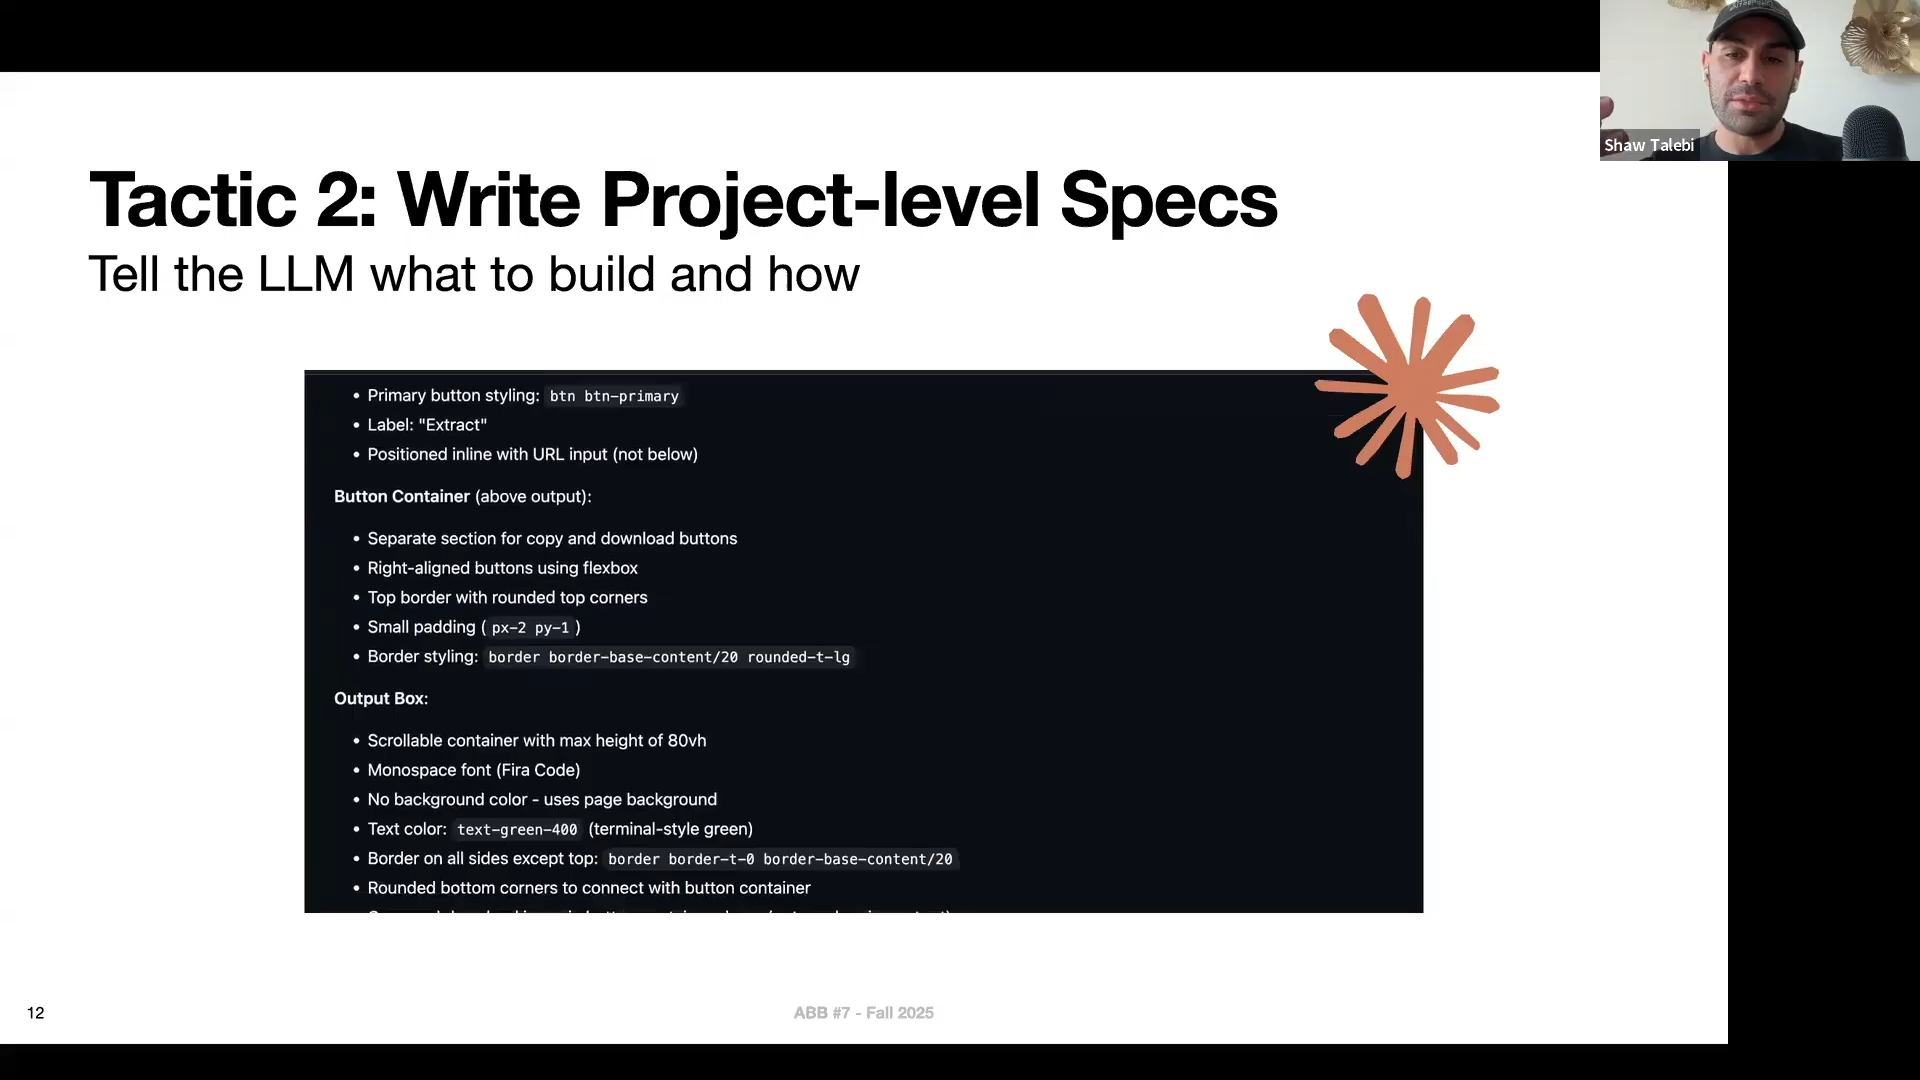 Shaw Talebi
Tactic 2: Write Project-level Specs
Tell the LLM what to build and how
• Primary button styling: btn btn-primary
• Label: "Extract"
• Positioned inline with URL input (not below)
Button Container (above output):
• Separate section for copy and download buttons
• Right-aligned buttons using flexbox
• Top border with rounded top corners
• Small padding ( px-2 py-1 )
• Border styling: border border-base-content/20 rounded-t-lg
Output Box:
• Scrollable container with max height of 80vh
• Monospace font (Fira Code)
• No background color - uses page background
• Text color: text-green-400 (terminal-style green)
• Border on all sides except top: border border-t-0 border-base-content/20
• Rounded bottom corners to connect with button container
12
ABB #7 - Fall 2025